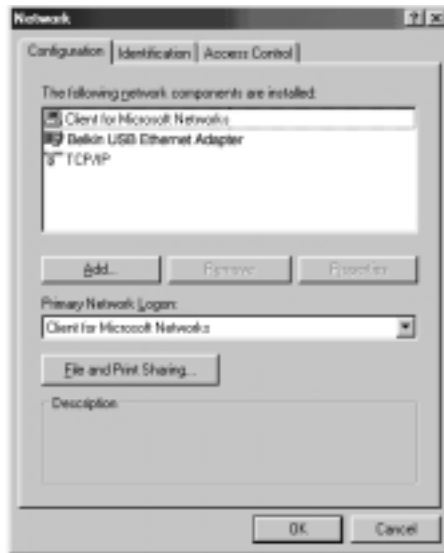 Network
Configuration Identification Access Control
The following network components are installed:
Client for Microsoft Networks
Belkin USB Ethernet Adapter
TCP/IP
Add... Remove Properties
Primary Network Logon:
Client for Microsoft Networks
File and Print Sharing...
Description
OK Cancel